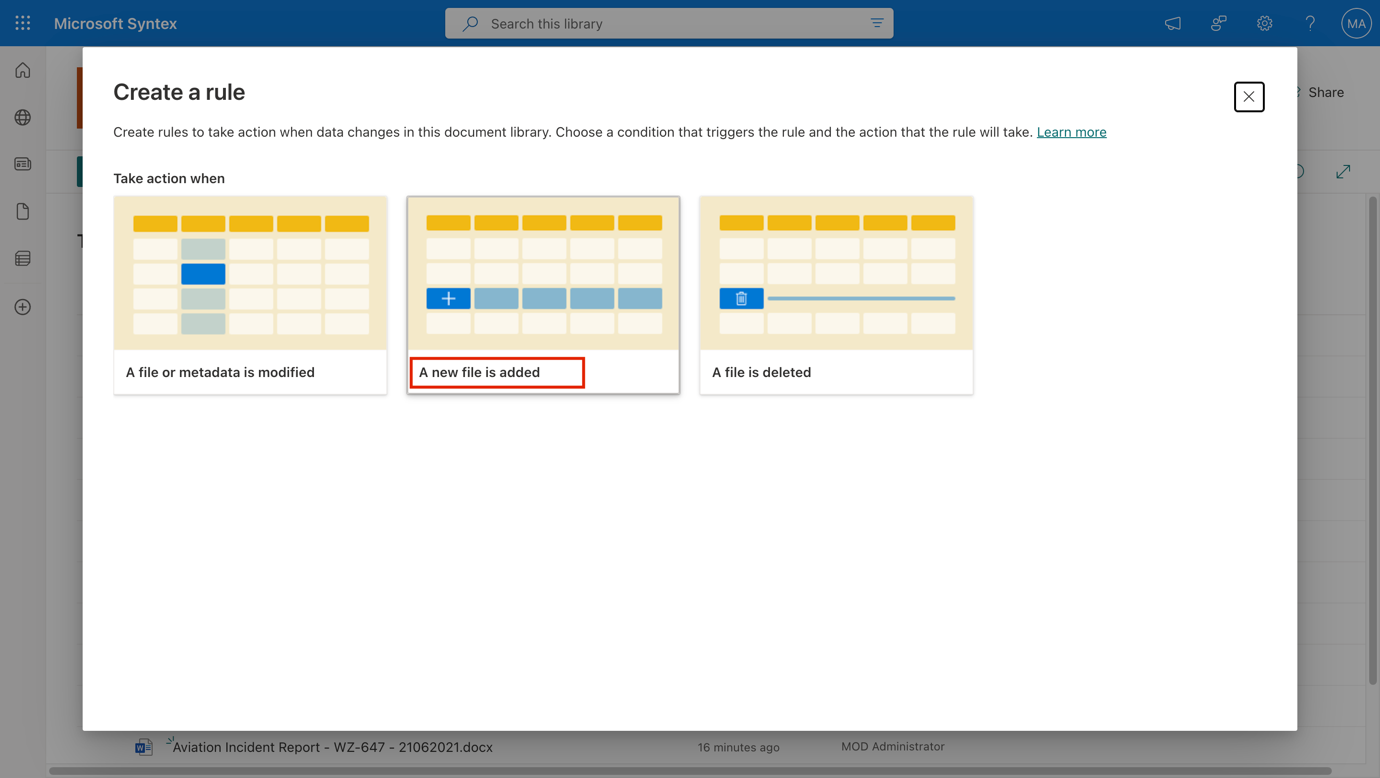 Microsoft Syntex
Search this library
MA
Create a rule
Share
Create rules to take action when data changes in this document library. Choose a condition that triggers the rule and the action that the rule will take. Learn more
Take action when
A file or metadata is modified
A new file is added
A file is deleted
Aviation Incident Report - WZ-647 - 21062021.docx
16 minutes ago
MOD Administrator